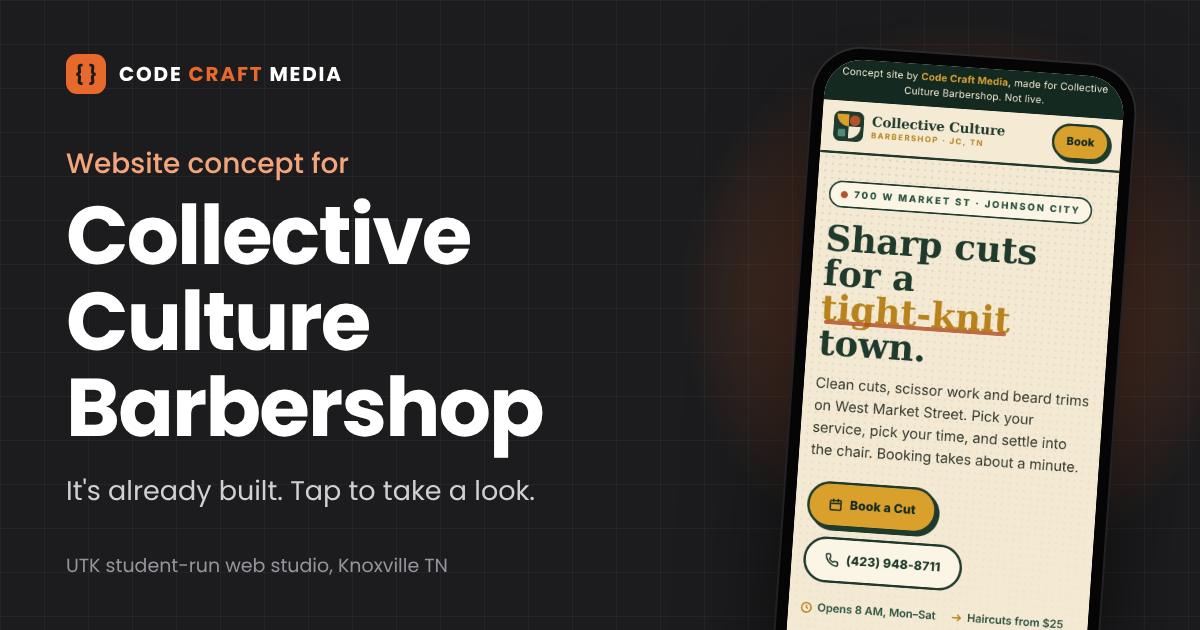 { } CODE CRAFT MEDIA
Website concept for
Collective
Culture
Barbershop
It's already built. Tap to take a look.
UTK student-run web studio, Knoxville TN
Concept site by Code Craft Media, made for Collective
Culture Barbershop. Not live.
Collective Culture
BARBERSHOP · JC, TN
Book
700 W MARKET ST · JOHNSON CITY
Sharp cuts
for a
tight-knit
town.
Clean cuts, scissor work and beard trims
on West Market Street. Pick your
service, pick your time, and settle into
the chair. Booking takes about a minute.
Book a Cut
(423) 948-8711
Opens 8 AM, Mon–Sat → Haircuts from $25